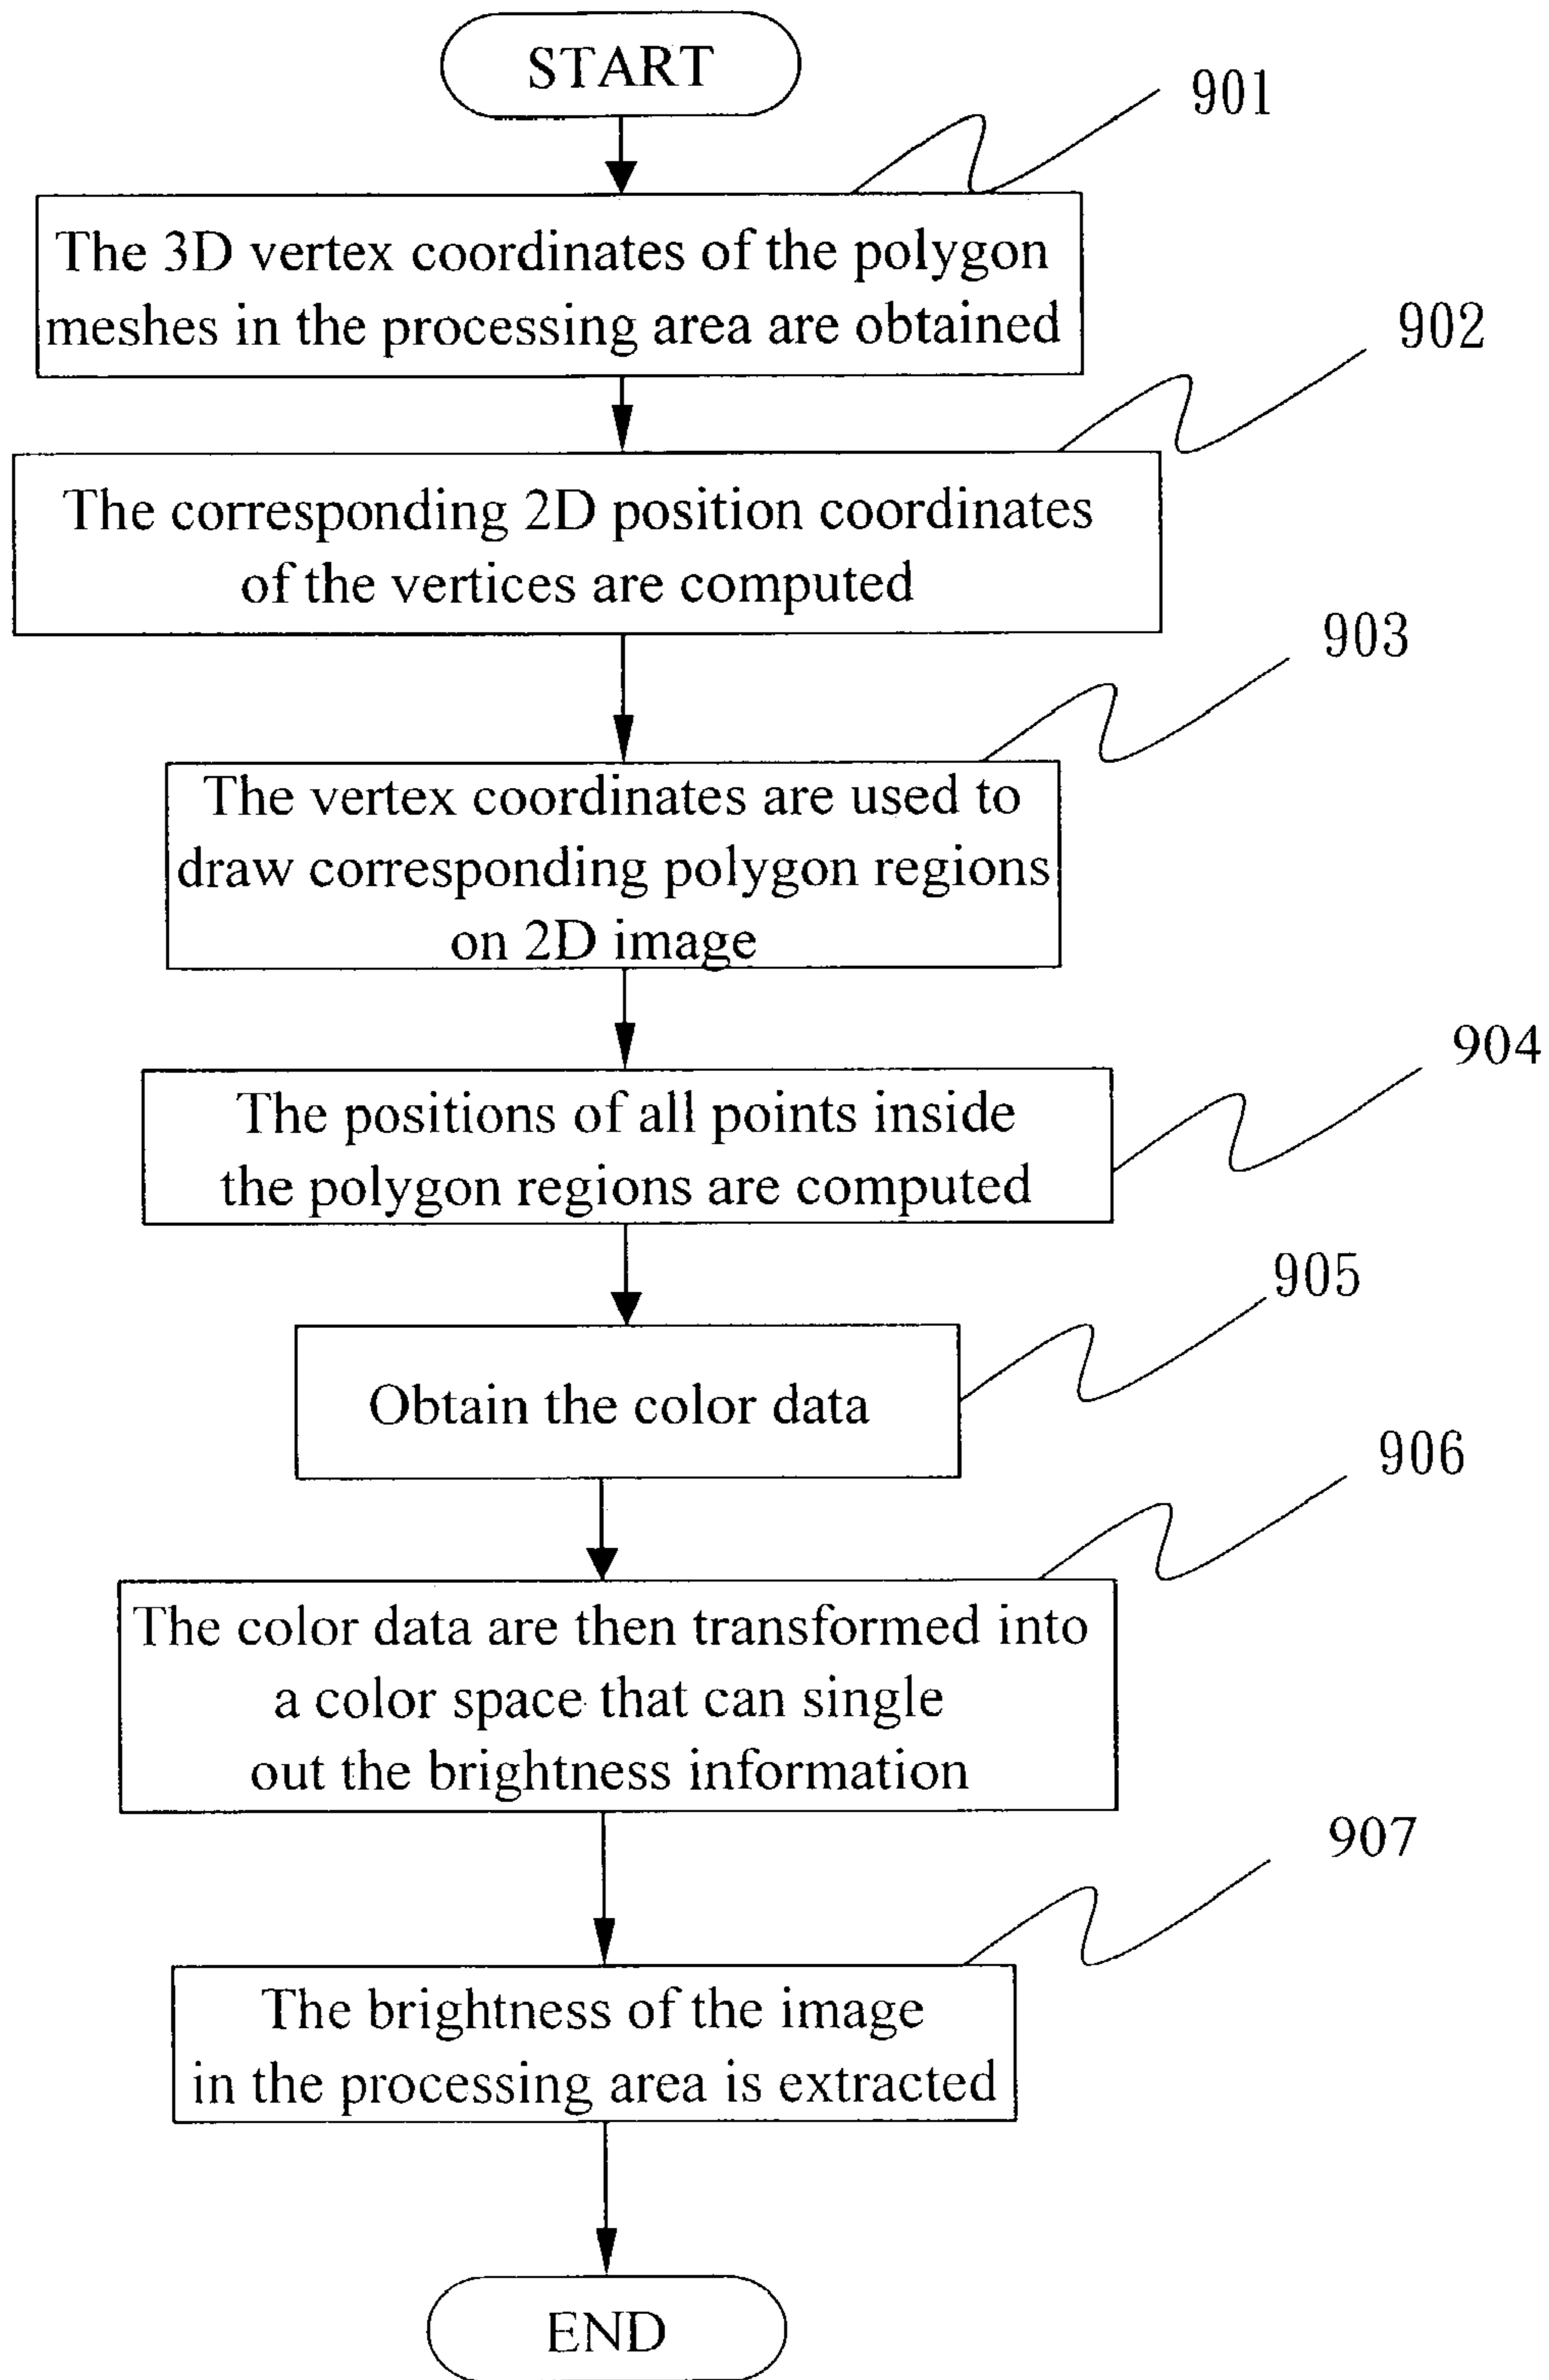 START
901
The 3D vertex coordinates of the polygon
meshes in the processing area are obtained
902
The corresponding 2D position coordinates
of the vertices are computed
903
The vertex coordinates are used to
draw corresponding polygon regions
on 2D image
904
The positions of all points inside
the polygon regions are computed
905
Obtain the color data
906
The color data are then transformed into
a color space that can single
out the brightness information
907
The brightness of the image
in the processing area is extracted
END